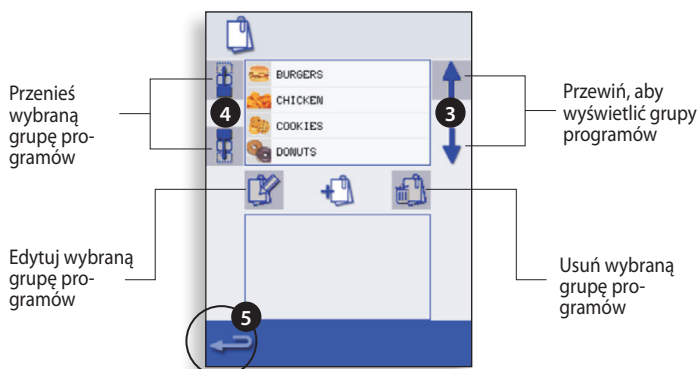 BURGERS
CHICKEN
COOKIES
DONUTS
Przenieś
wybraną
grupę pro-
gramów
4
3
Przewiń, aby
wyświetlić grupy
programów
Edytuj wybraną
grupę pro-
gramów
Usuń wybraną
grupę pro-
gramów
5